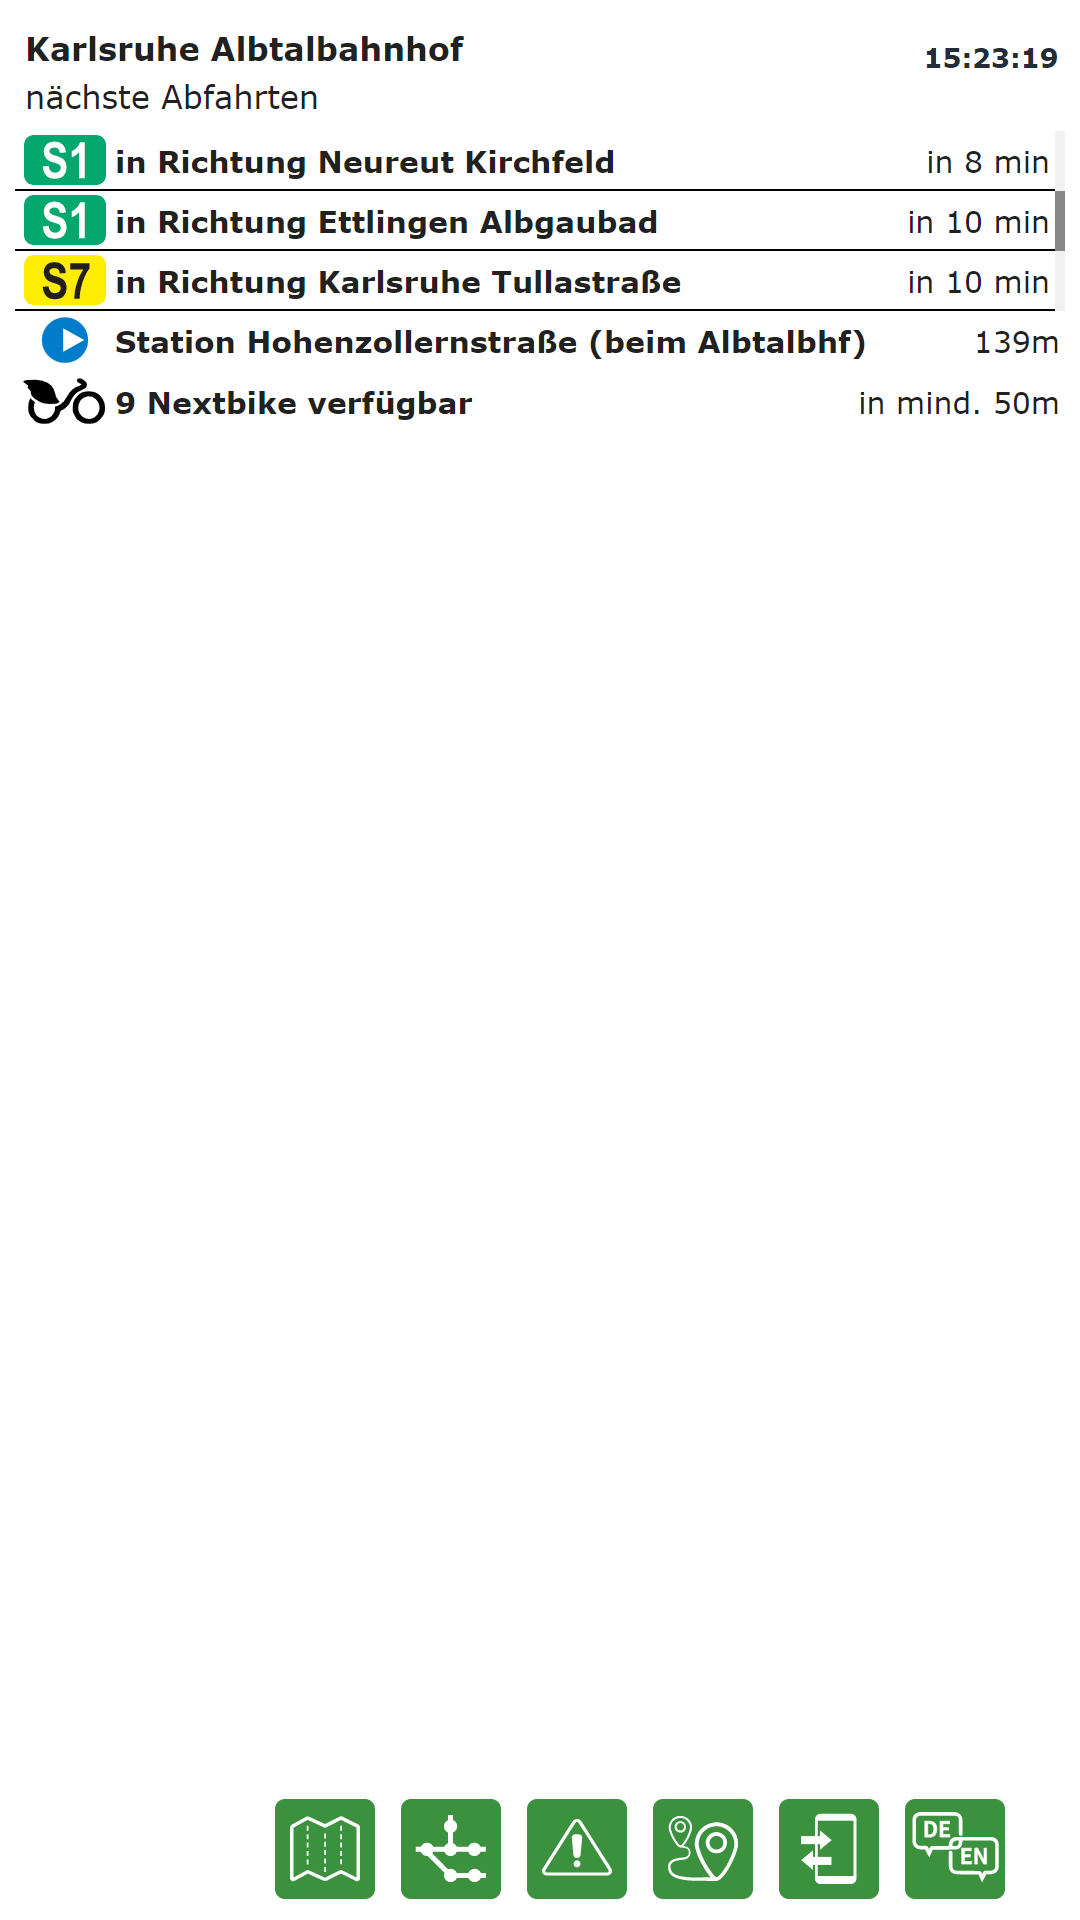 Karlsruhe Albtalbahnhof
15:23:19
nächste Abfahrten
S1 in Richtung Neureut Kirchfeld in 8 min
S1 in Richtung Ettlingen Albgaubad in 10 min
S7 in Richtung Karlsruhe Tullastraße in 10 min
Station Hohenzollernstraße (beim Albtalbhf) 139m
9 Nextbike verfügbar in mind. 50m
DE
EN